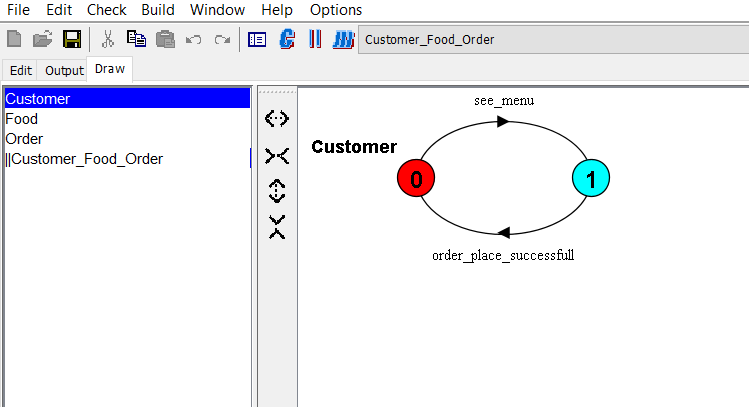 File Edit Check Build Window Help Options
Customer_Food_Order
Edit Output Draw
Customer
Food
Order
||Customer_Food_Order
see_menu
Customer
0
1
order_place_successfull